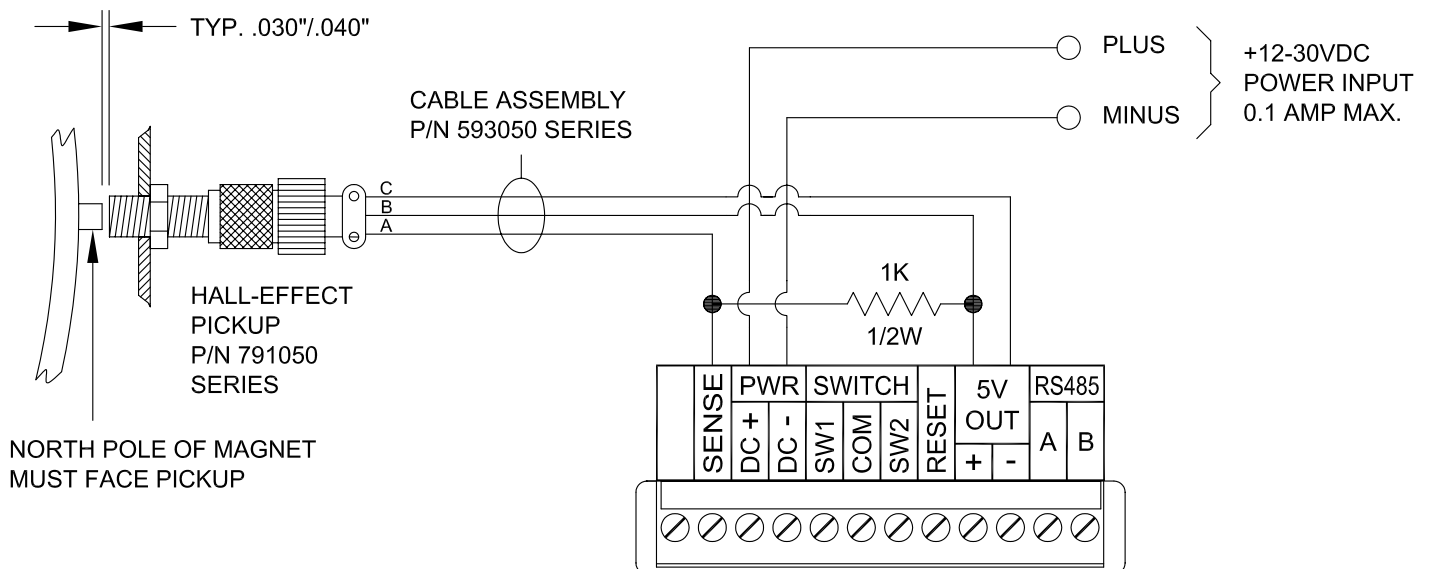 TYP. .030"/.040"
PLUS
MINUS
+12-30VDC
POWER INPUT
0.1 AMP MAX.
CABLE ASSEMBLY
P/N 593050 SERIES
C
B
A
HALL-EFFECT
PICKUP
P/N 791050
SERIES
NORTH POLE OF MAGNET
MUST FACE PICKUP
1K
1/2W
SENSE
PWR
DC +
DC -
SWITCH
SW1
COM
SW2
RESET
5V
OUT
+
-
RS485
A
B